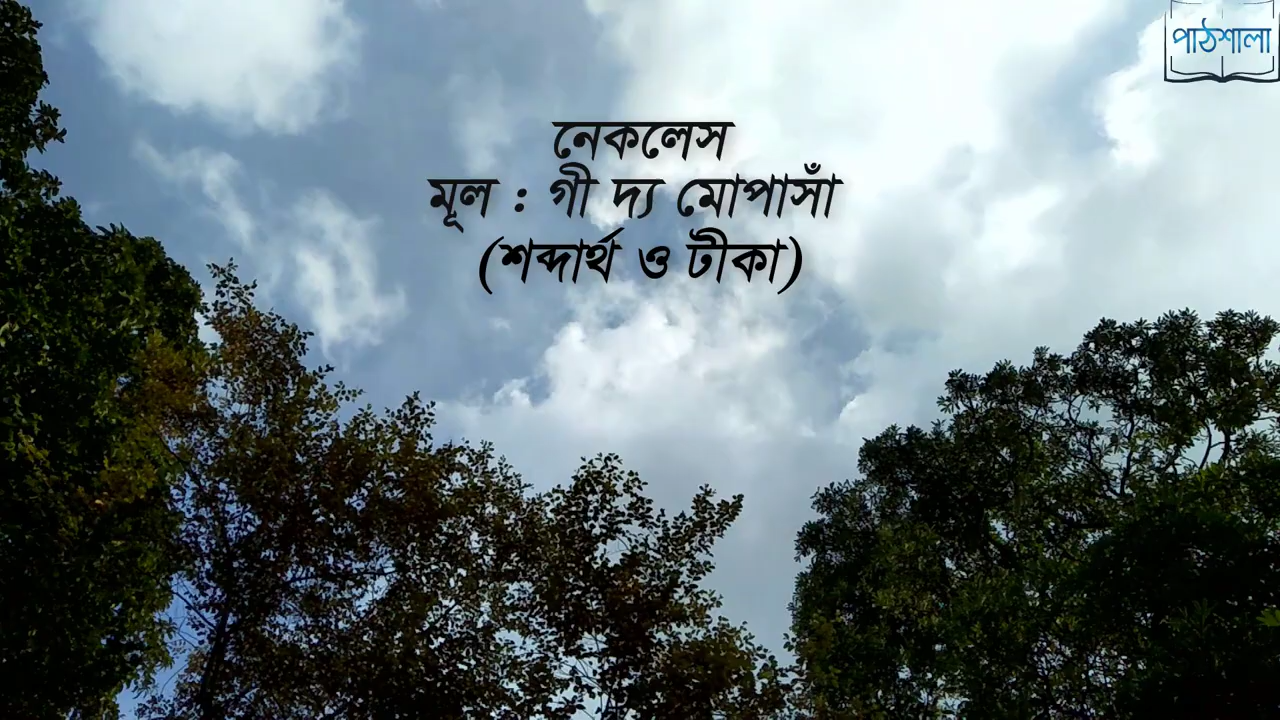 পাঠশালা
নেকলেস
মূল : গী দ্য মোপাসাঁ
(শব্দার্থ ও টীকা)